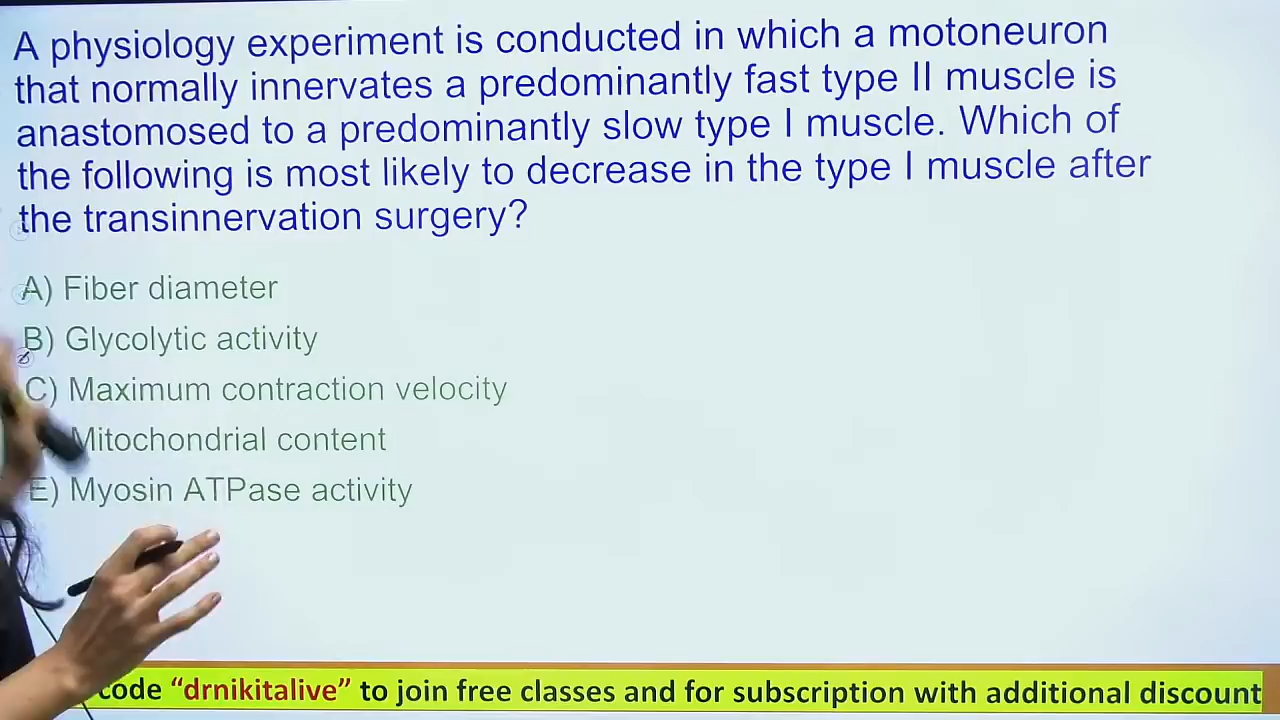 A physiology experiment is conducted in which a motoneuron
that normally innervates a predominantly fast type II muscle is
anastomosed to a predominantly slow type I muscle. Which of
the following is most likely to decrease in the type I muscle after
the transinnervation surgery?
A) Fiber diameter
B) Glycolytic activity
C) Maximum contraction velocity
Mitochondrial content
E) Myosin ATPase activity
code "drnikitalive" to join free classes and for subscription with additional discount